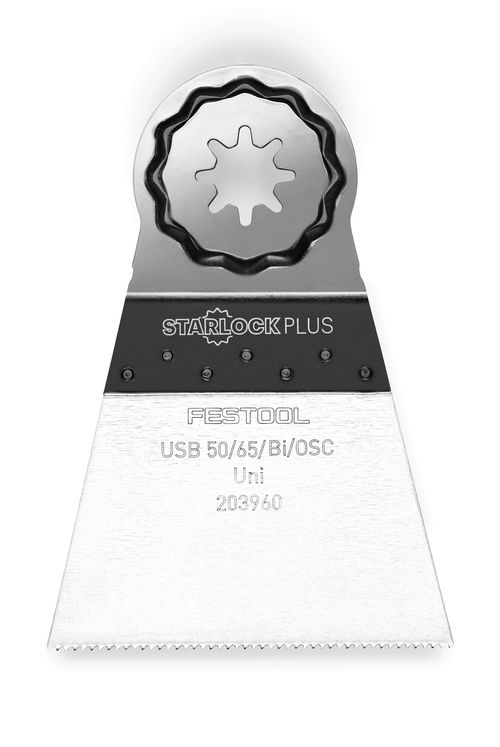 STARLOCK PLUS
FESTOOL
USB 50/65/Bi/OSC
Uni
203960